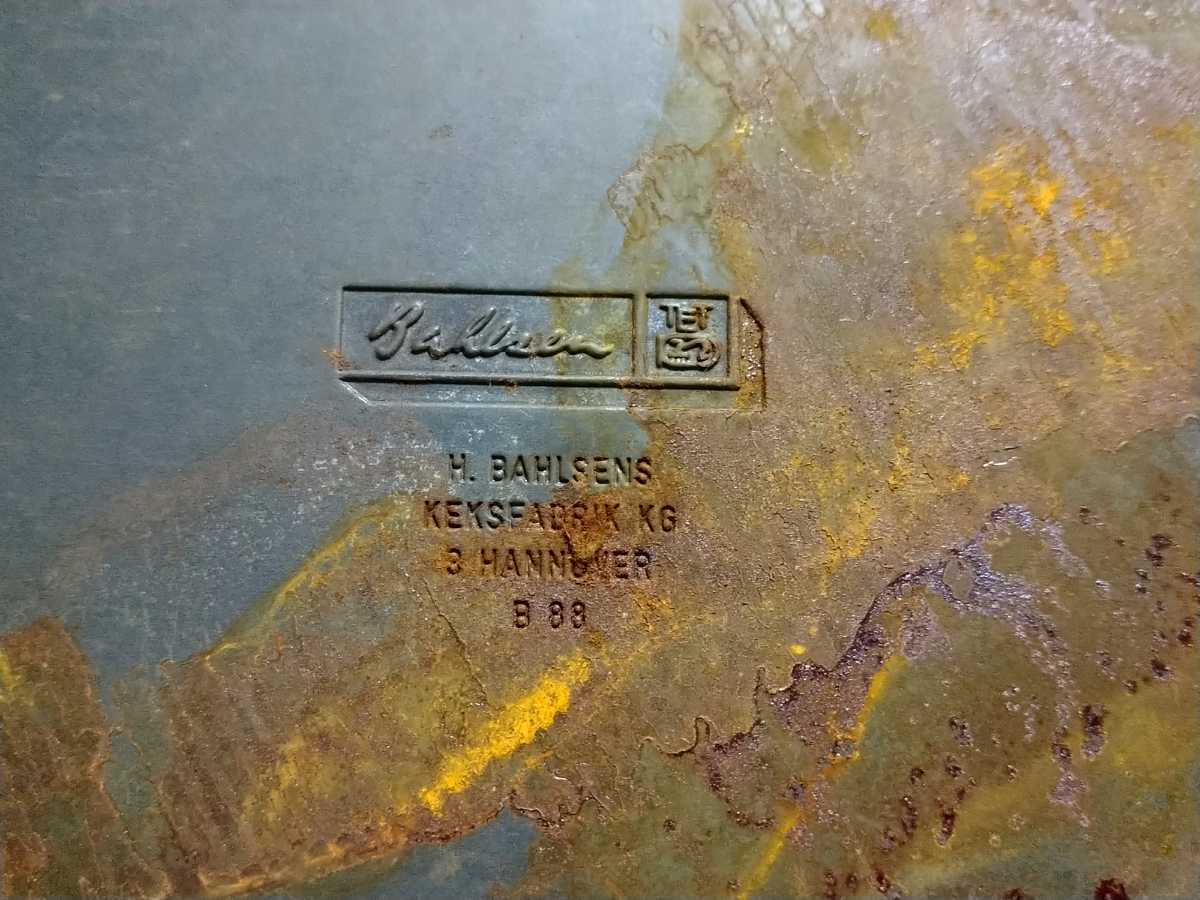 Bahlsen TET
H. BAHLSENS
KEKSFABRIK KG
3 HANNOVER
B 88